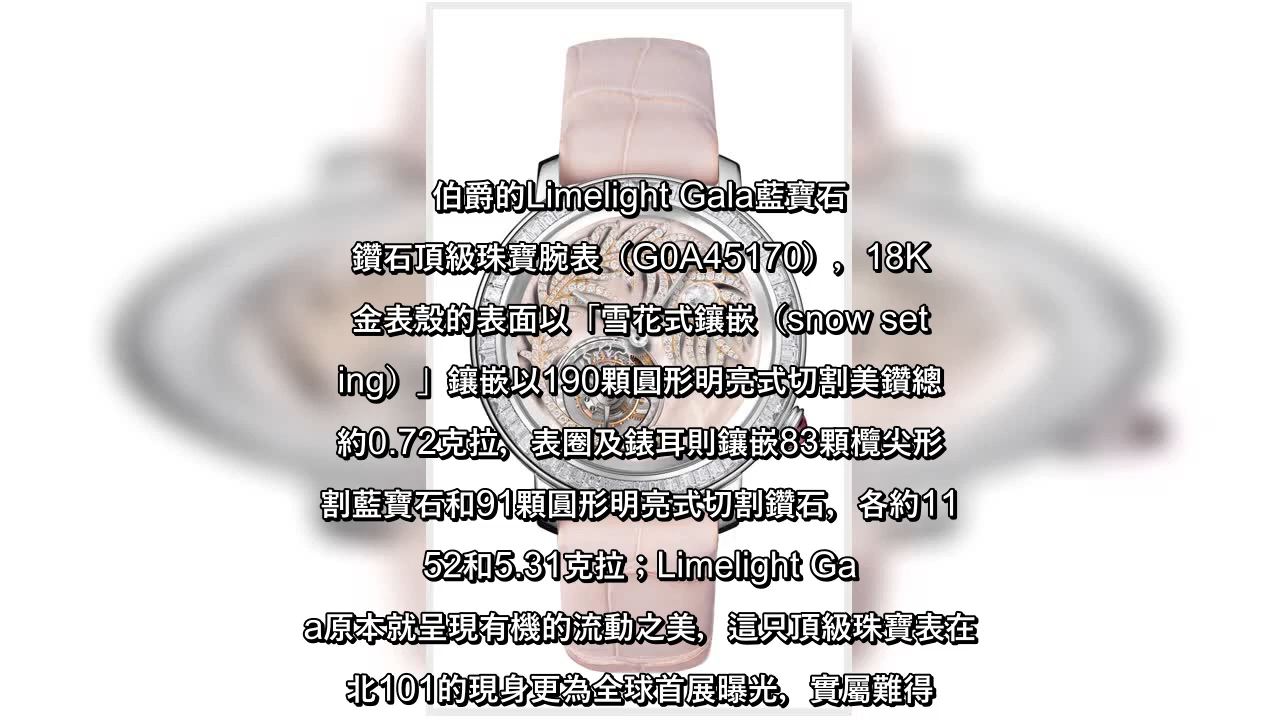 伯爵的Limelight Gala藍寶石
鑽石頂級珠寶腕表（G0A45170），18K
金表殼的表面以「雪花式鑲嵌（snow set
ing）」鑲嵌以190顆圓形明亮式切割美鑽總
約0.72克拉，表圈及錶耳則鑲嵌83顆欖尖形
割藍寶石和91顆圓形明亮式切割鑽石，各約11
52和5.31克拉；Limelight Ga
a原本就呈現有機的流動之美，這只頂級珠寶表在
北101的現身更為全球首展曝光，實屬難得